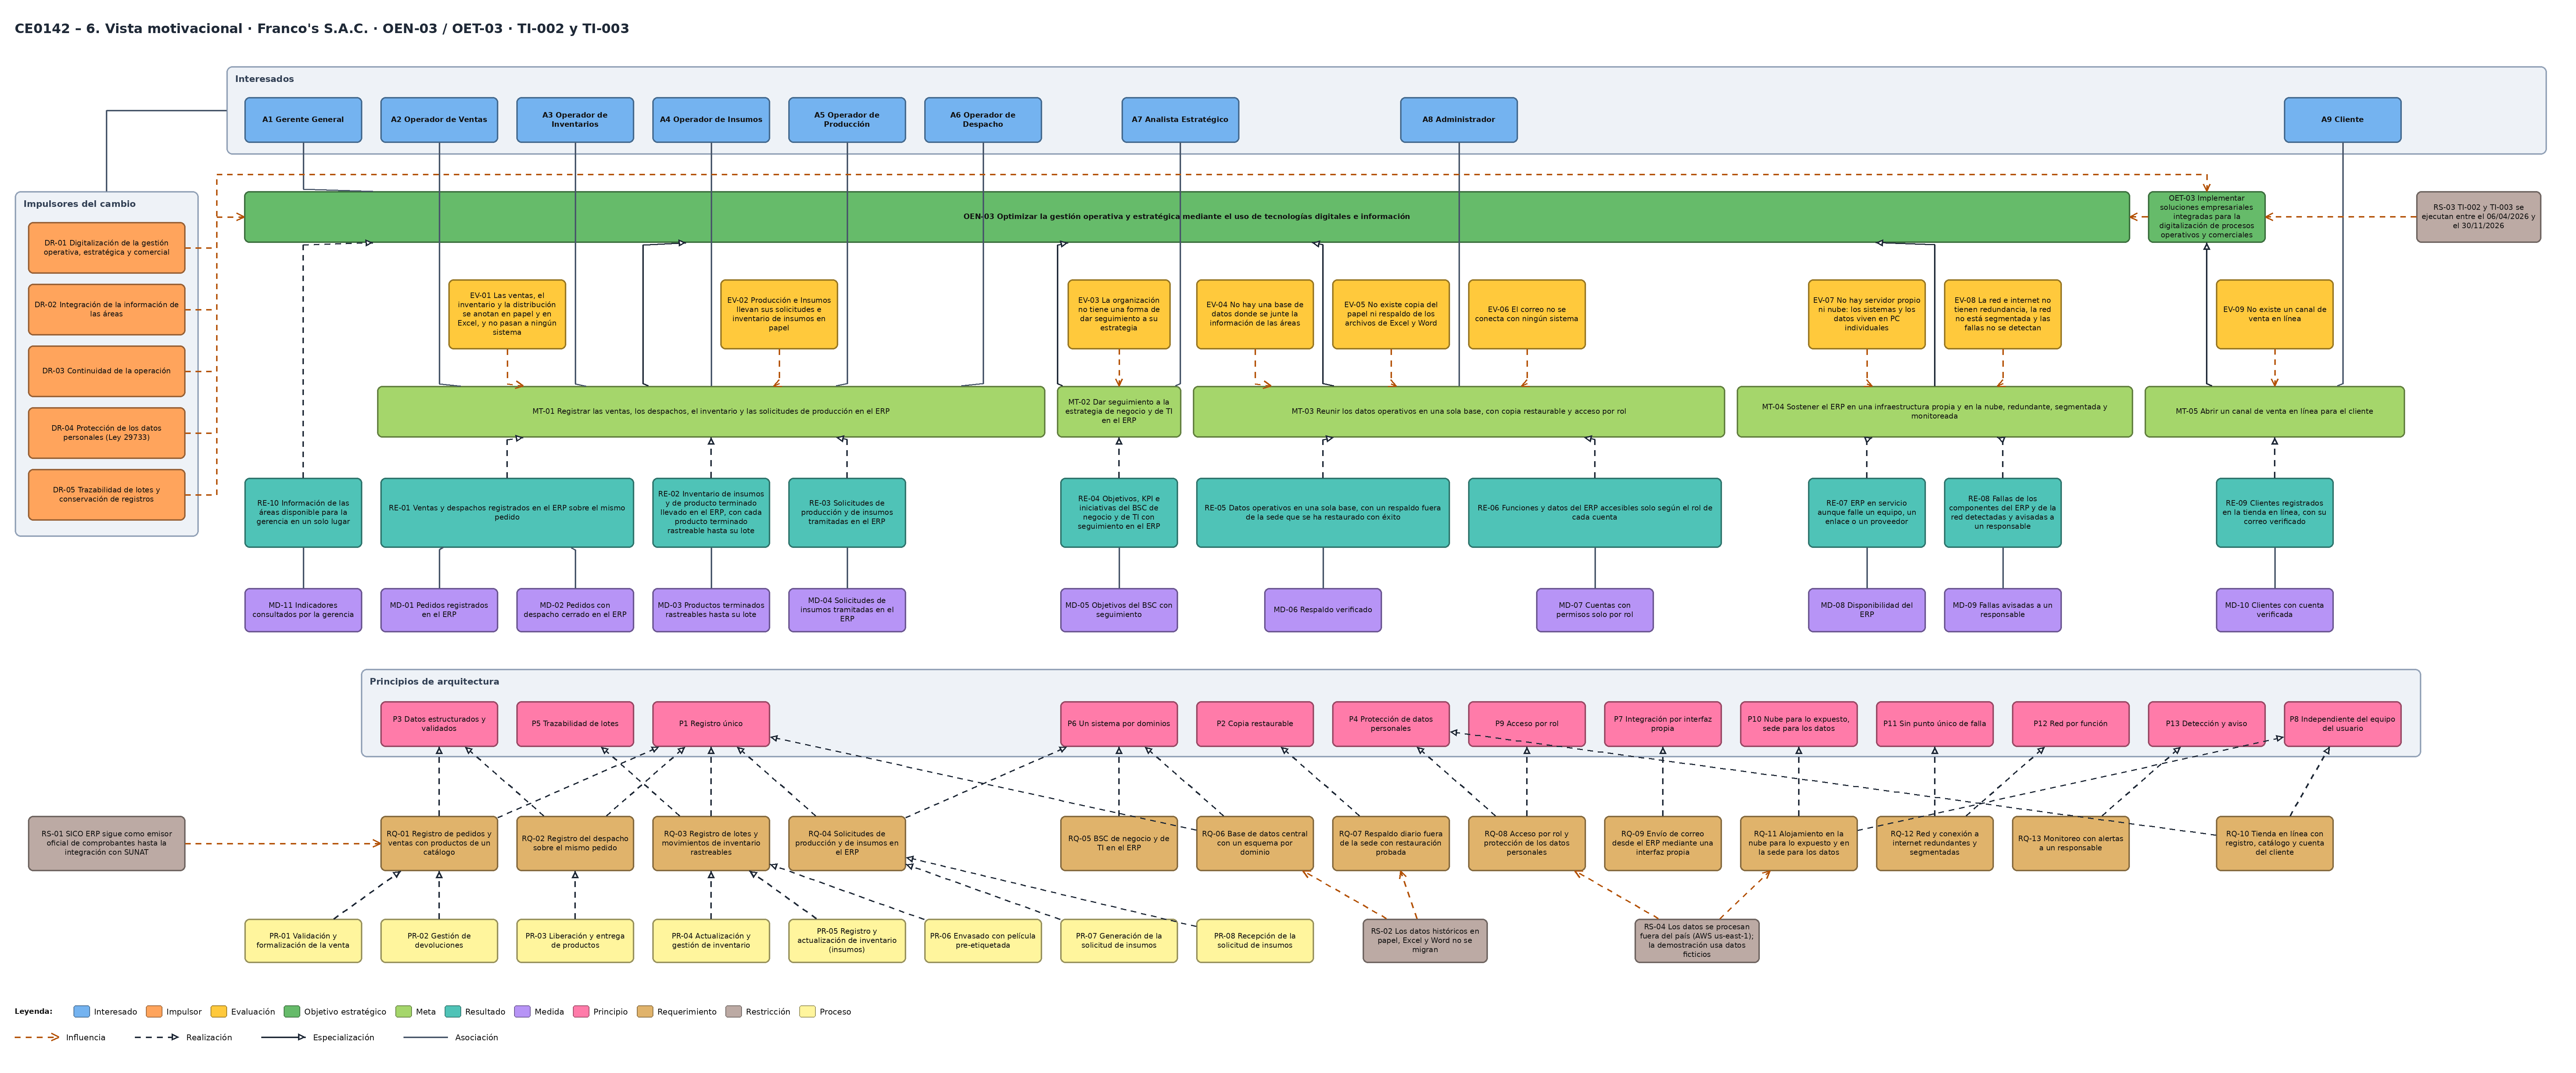 CE0142 – 6. Vista motivacional · Franco's S.A.C. · OEN-03 / OET-03 · TI-002 y TI-003
Interesados
A1 Gerente General
A2 Operador de Ventas
A3 Operador de
Inventarios
A4 Operador de Insumos
A5 Operador de
Producción
A6 Operador de
Despacho
A7 Analista Estratégico
A8 Administrador
A9 Cliente
Impulsores del cambio
DR-01 Digitalización de la gestión
operativa, estratégica y comercial
DR-02 Integración de la información de
las áreas
DR-03 Continuidad de la operación
DR-04 Protección de los datos
personales (Ley 29733)
DR-05 Trazabilidad de lotes y
conservación de registros
OEN-03 Optimizar la gestión operativa y estratégica mediante el uso de tecnologías digitales e información
OET-03 Implementar
soluciones empresariales
integradas para la
digitalización de procesos
operativos y comerciales
RS-03 TI-002 y TI-003 se
ejecutan entre el 06/04/2026 y
el 30/11/2026
EV-01 Las ventas, el
inventario y la distribución
se anotan en papel y en
Excel, y no pasan a ningún
sistema
EV-02 Producción e Insumos
llevan sus solicitudes e
inventario de insumos en
papel
EV-03 La organización
no tiene una forma de
dar seguimiento a su
estrategia
EV-04 No hay una base de
datos donde se junte la
información de las áreas
EV-05 No existe copia del
papel ni respaldo de los
archivos de Excel y Word
EV-06 El correo no se
conecta con ningún sistema
EV-07 No hay servidor propio
ni nube: los sistemas y los
datos viven en PC
individuales
EV-08 La red e internet no
tienen redundancia, la red
no está segmentada y las
fallas no se detectan
EV-09 No existe un canal de
venta en línea
MT-01 Registrar las ventas, los despachos, el inventario y las solicitudes de producción en el ERP
MT-02 Dar seguimiento a la
estrategia de negocio y de TI
en el ERP
MT-03 Reunir los datos operativos en una sola base, con copia restaurable y acceso por rol
MT-04 Sostener el ERP en una infraestructura propia y en la nube, redundante, segmentada y
monitoreada
MT-05 Abrir un canal de venta en línea para el cliente
RE-10 Información de las
áreas disponible para la
gerencia en un solo lugar
RE-01 Ventas y despachos registrados en el ERP sobre el mismo
pedido
RE-02 Inventario de insumos
y de producto terminado
llevado en el ERP, con cada
producto terminado
rastreable hasta su lote
RE-03 Solicitudes de
producción y de insumos
tramitadas en el ERP
RE-04 Objetivos, KPI e
iniciativas del BSC de
negocio y de TI con
seguimiento en el ERP
RE-05 Datos operativos en una sola base, con un respaldo fuera
de la sede que se ha restaurado con éxito
RE-06 Funciones y datos del ERP accesibles solo según el rol de
cada cuenta
RE-07 ERP en servicio
aunque falle un equipo, un
enlace o un proveedor
RE-08 Fallas de los
componentes del ERP y de la
red detectadas y avisadas a
un responsable
RE-09 Clientes registrados
en la tienda en línea, con su
correo verificado
MD-11 Indicadores
consultados por la gerencia
MD-01 Pedidos registrados
en el ERP
MD-02 Pedidos con
despacho cerrado en el ERP
MD-03 Productos terminados
rastreables hasta su lote
MD-04 Solicitudes de
insumos tramitadas en el
ERP
MD-05 Objetivos del BSC con
seguimiento
MD-06 Respaldo verificado
MD-07 Cuentas con
permisos solo por rol
MD-08 Disponibilidad del
ERP
MD-09 Fallas avisadas a un
responsable
MD-10 Clientes con cuenta
verificada
Principios de arquitectura
P3 Datos estructurados y
validados
P5 Trazabilidad de lotes
P1 Registro único
P6 Un sistema por dominios
P2 Copia restaurable
P4 Protección de datos
personales
P9 Acceso por rol
P7 Integración por interfaz
propia
P10 Nube para lo expuesto,
sede para los datos
P11 Sin punto único de falla
P12 Red por función
P13 Detección y aviso
P8 Independiente del equipo
del usuario
RS-01 SICO ERP sigue como emisor
oficial de comprobantes hasta la
integración con SUNAT
RQ-01 Registro de pedidos y
ventas con productos de un
catálogo
RQ-02 Registro del despacho
sobre el mismo pedido
RQ-03 Registro de lotes y
movimientos de inventario
rastreables
RQ-04 Solicitudes de
producción y de insumos en
el ERP
RQ-05 BSC de negocio y de
TI en el ERP
RQ-06 Base de datos central
con un esquema por
dominio
RQ-07 Respaldo diario fuera
de la sede con restauración
probada
RQ-08 Acceso por rol y
protección de los datos
personales
RQ-09 Envío de correo
desde el ERP mediante una
interfaz propia
RQ-11 Alojamiento en la
nube para lo expuesto y en
la sede para los datos
RQ-12 Red y conexión a
internet redundantes y
segmentadas
RQ-13 Monitoreo con alertas
a un responsable
RQ-10 Tienda en línea con
registro, catálogo y cuenta
del cliente
PR-01 Validación y
formalización de la venta
PR-02 Gestión de
devoluciones
PR-03 Liberación y entrega
de productos
PR-04 Actualización y
gestión de inventario
PR-05 Registro y
actualización de inventario
(insumos)
PR-06 Envasado con película
pre-etiquetada
PR-07 Generación de la
solicitud de insumos
PR-08 Recepción de la
solicitud de insumos
RS-02 Los datos históricos en
papel, Excel y Word no se
migran
RS-04 Los datos se procesan
fuera del país (AWS us-east-1);
la demostración usa datos
ficticios
Leyenda:
Interesado
Impulsor
Evaluación
Objetivo estratégico
Meta
Resultado
Medida
Principio
Requerimiento
Restricción
Proceso
Influencia
Realización
Especialización
Asociación